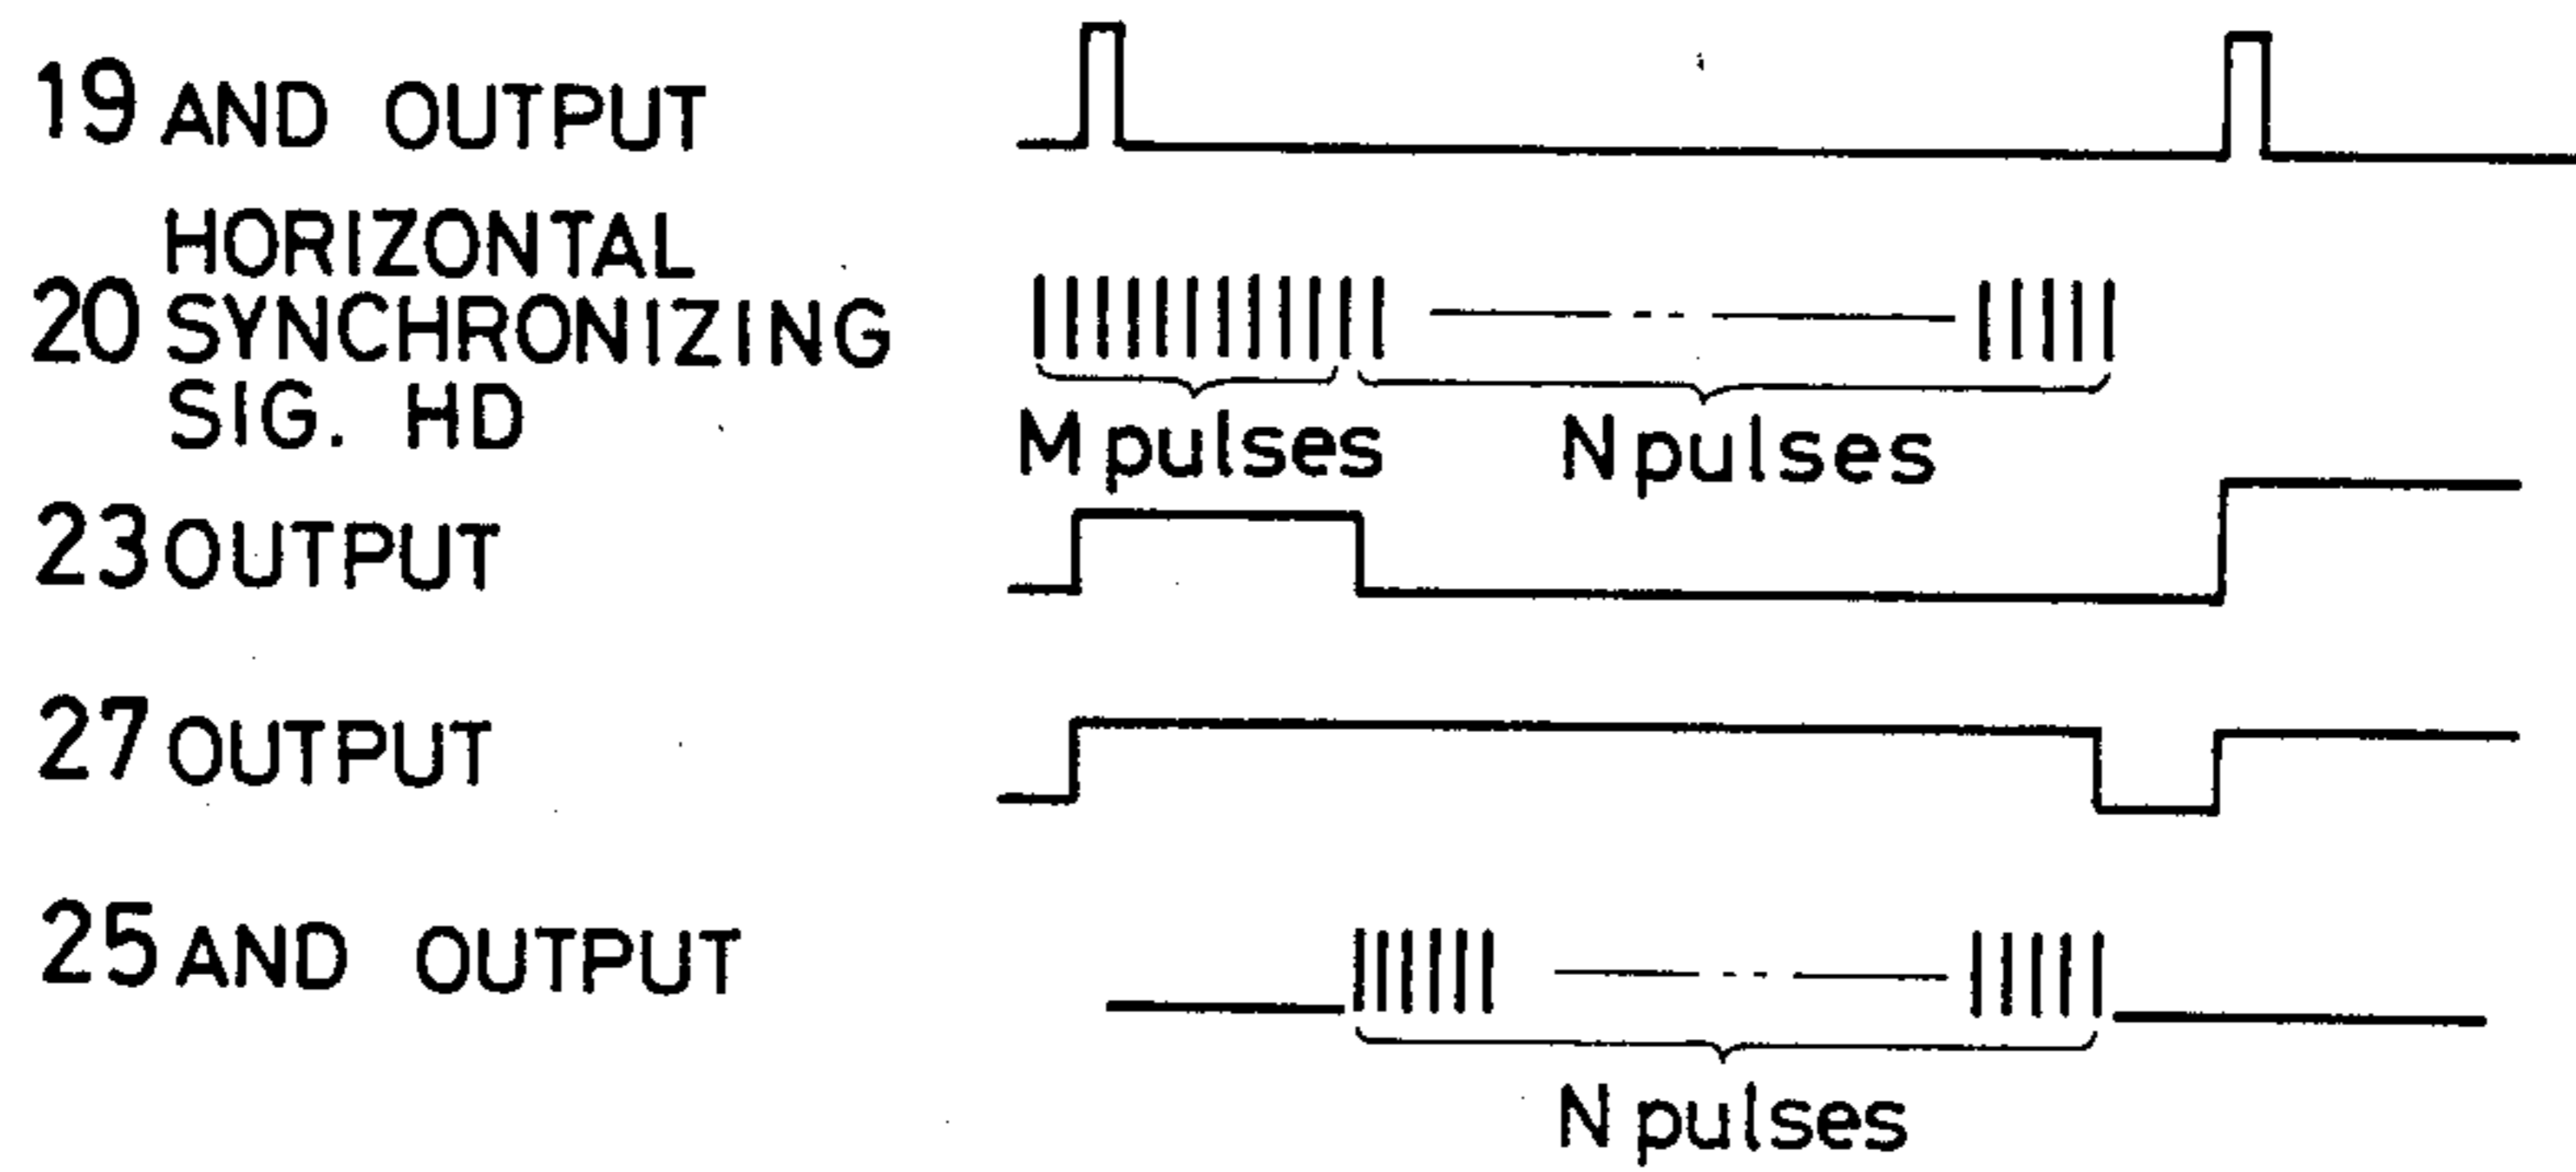 19 AND OUTPUT
HORIZONTAL
20 SYNCHRONIZING
SIG. HD
M pulses
N pulses
23 OUTPUT
27 OUTPUT
25 AND OUTPUT
N pulses